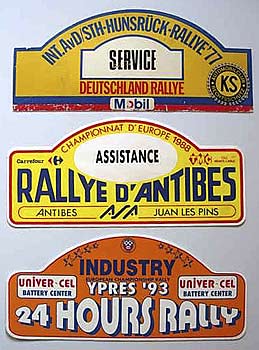 INT. AvD/STH-HUNSRÜCK-RALLYE '77
SERVICE
DEUTSCHLAND RALLYE
KS
Mobil
CHAMPIONNAT D'EUROPE 1988
Carrefour
ASSISTANCE
TMC
RALLYE D'ANTIBES
ANTIBES
JUAN LES PINS
INDUSTRY
EUROPEAN CHAMPIONSHIP RALLY
UNIVER-CEL
BATTERY CENTER
YPRES '93
UNIVER-CEL
BATTERY CENTER
24 HOURS RALLY